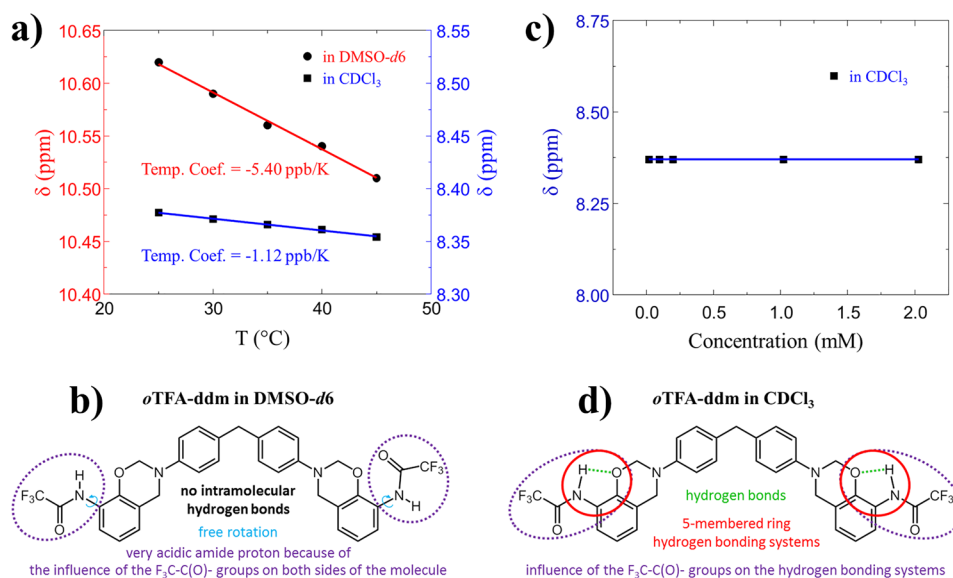 a)
10.65
10.60
10.55
10.50
10.45
10.40
δ (ppm)
in DMSO-d6
in CDCl3
Temp. Coef. = -5.40 ppb/K
Temp. Coef. = -1.12 ppb/K
8.55
8.50
8.45
8.40
8.35
8.30
δ (ppm)
20 30 40 50
T (°C)
c)
8.75
8.50
8.25
8.00
δ (ppm)
in CDCl3
0.0 0.5 1.0 1.5 2.0
Concentration (mM)
b)
oTFA-ddm in DMSO-d6
H
N
F3C
O
O
N
N
O
O
CF3
N
H
no intramolecular
hydrogen bonds
free rotation
very acidic amide proton because of
the influence of the F3C-C(O)- groups on both sides of the molecule
d)
oTFA-ddm in CDCl3
H
O
N
N
O
H
F3C
N
O
N
CF3
O
hydrogen bonds
5-membered ring
hydrogen bonding systems
influence of the F3C-C(O)- groups on the hydrogen bonding systems